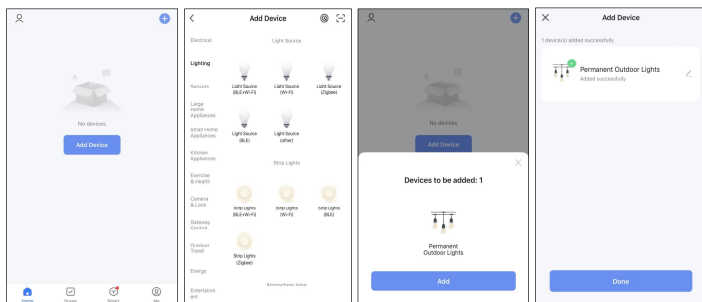 No devices
Add Device
Home
Scene
Smart
Me
Add Device
Electrical
Lighting
Sensors
Large
Home
Appliances
Small Home
Appliances
Kitchen
Appliances
Exercise
& Health
Camera
& Lock
Gateway
Control
Outdoor
Travel
Energy
Entertainm
ent
Light Source
Light Source
(BLE+Wi-Fi)
Light Source
(Wi-Fi)
Light Source
(Zigbee)
Light Source
(BLE)
Light Source
(other)
Strip Lights
Strip Lights
(BLE+Wi-Fi)
Strip Lights
(Wi-Fi)
Strip Lights
(BLE)
Strip Lights
(Zigbee)
Atmosphere lamp
No devices
Add Device
Devices to be added: 1
Permanent
Outdoor Lights
Add
Add Device
1 device(s) added successfully
Permanent Outdoor Lights
Added successfully
Done